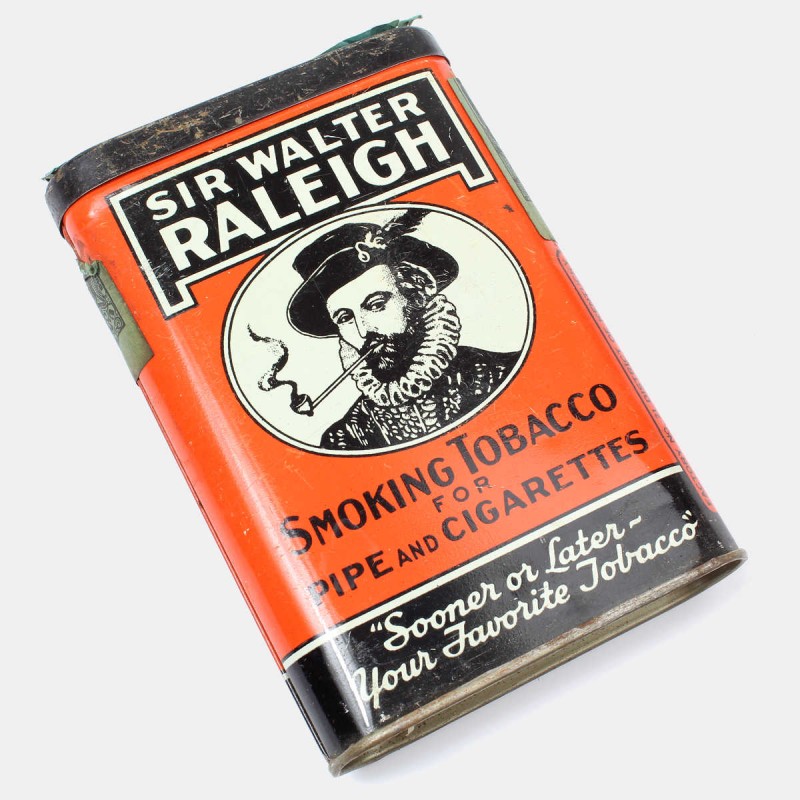 SIR WALTER
RALEIGH
SMOKING TOBACCO
FOR
PIPE AND CIGARETTES
"Sooner or Later-
Your Favorite Tobacco"